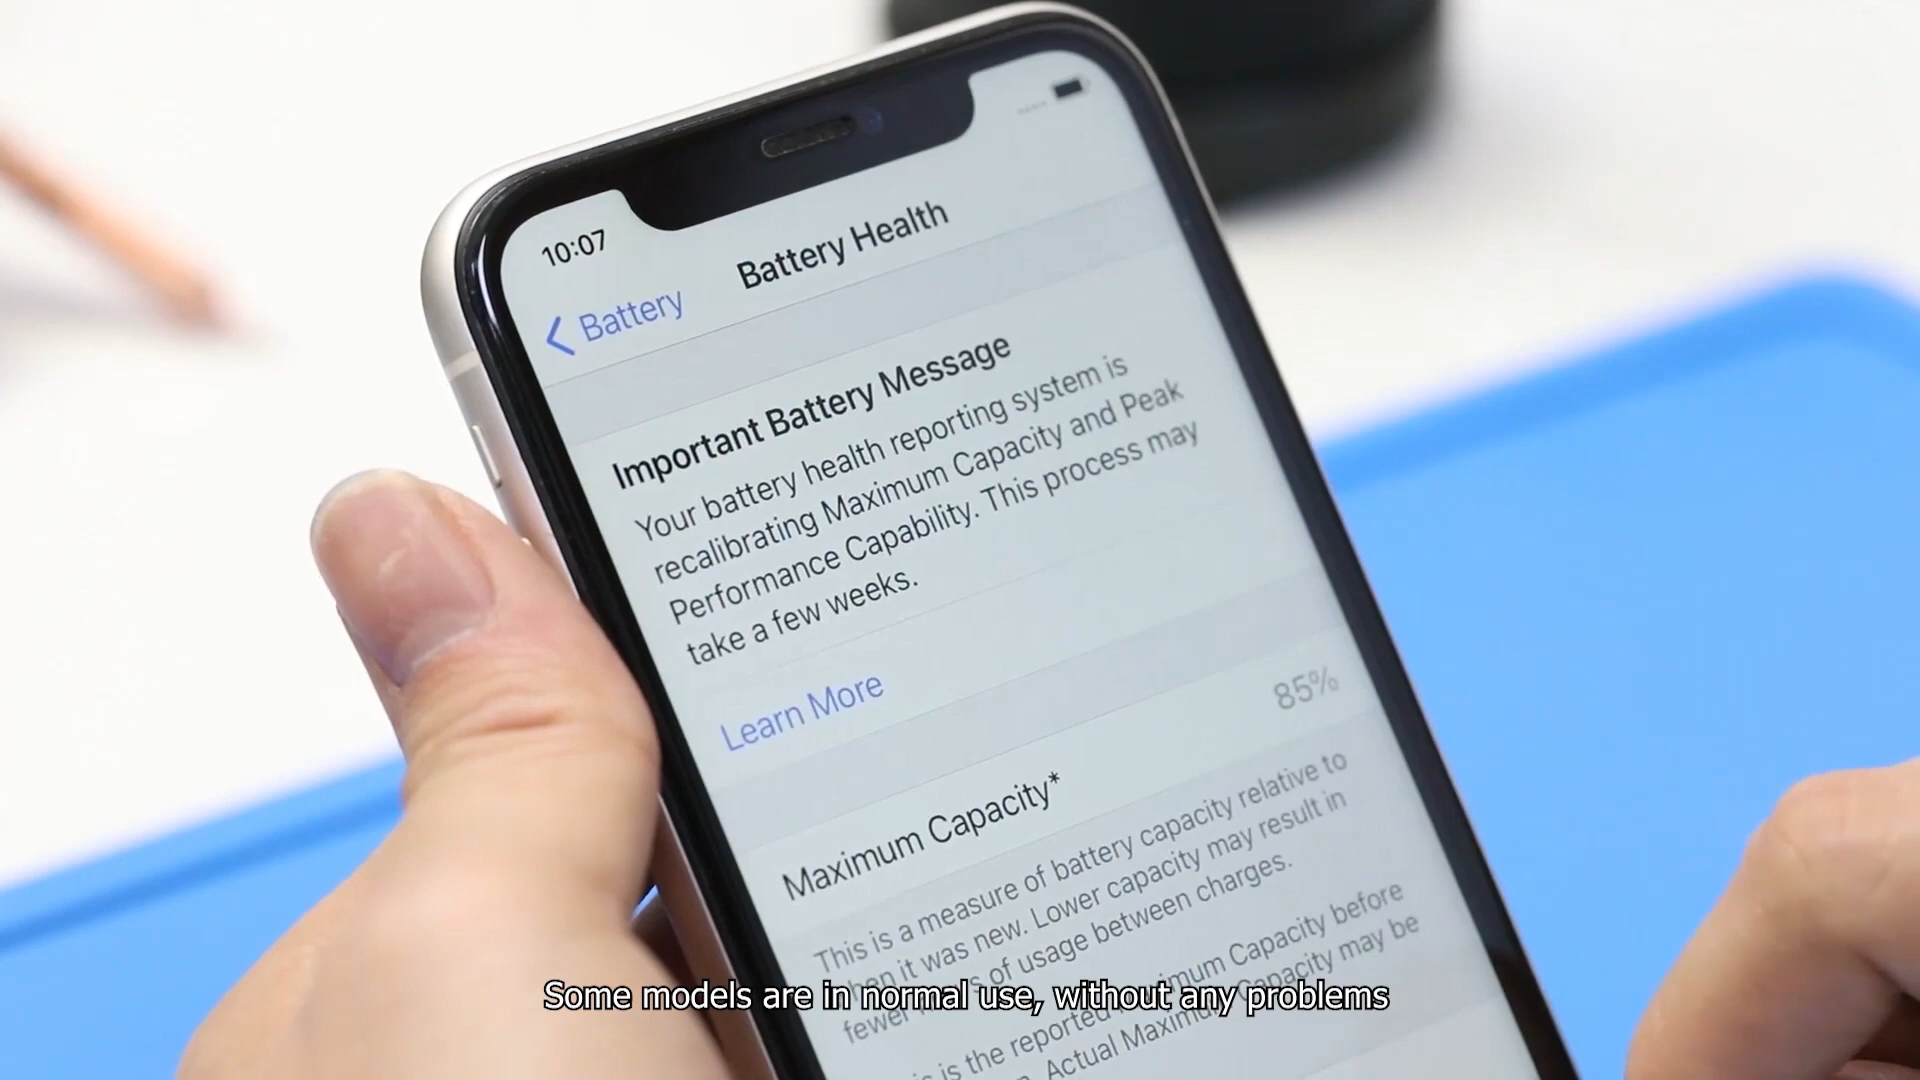 10:07
Battery
Battery Health
Important Battery Message
Your battery health reporting system is
recalibrating Maximum Capacity and Peak
Performance Capability. This process may
take a few weeks.
Learn More
Maximum Capacity*
85%
This is a measure of battery capacity relative to
when it was new. Lower capacity may result in
fewer of usage between charges.
is the reported Maximum Capacity before
Actual Maximum Capacity may be
Some models are in normal use, without any problems